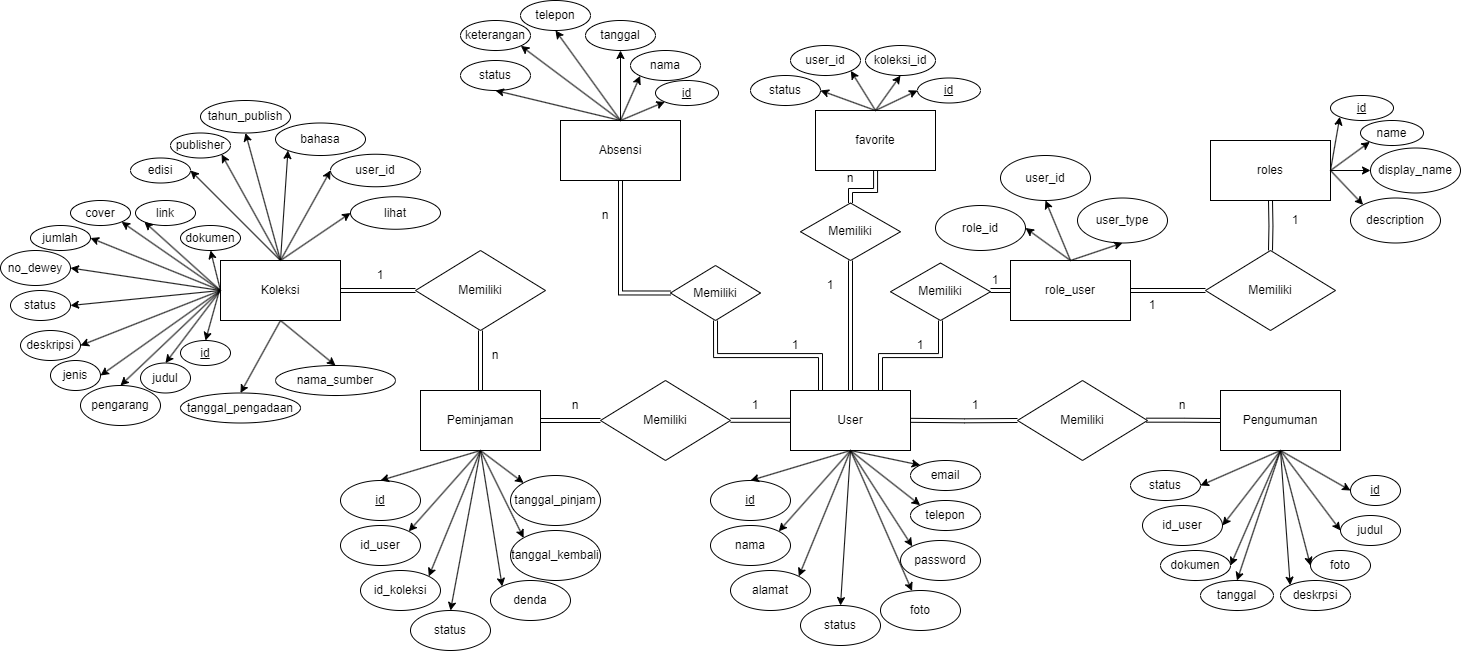 telepon
keterangan
tanggal
status
nama
id
user_id
koleksi_id
status
id
Absensi
favorite
n
n
Memiliki
1
Memiliki
1
id
name
display_name
description
roles
1
user_id
role_id
user_type
role_user
Memiliki
1
1
1
Memiliki
tahun_publish
publisher
bahasa
edisi
user_id
lihat
cover
link
dokumen
jumlah
no_dewey
status
deskripsi
jenis
pengarang
judul
id
tanggal_pengadaan
nama_sumber
Koleksi
1
Memiliki
n
Peminjaman
n
Memiliki
1
User
1
Memiliki
n
Pengumuman
id
id_user
id_koleksi
status
denda
tanggal_kembali
tanggal_pinjam
id
nama
alamat
status
foto
password
telepon
email
status
id_user
dokumen
tanggal
deskrpsi
foto
judul
id